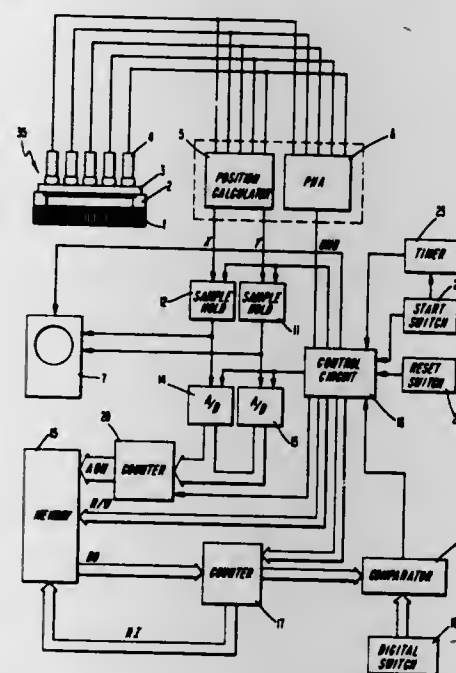 35
4
3
2
1
5
6
POSITION CALCULATOR
PHA
X
Y
UNB
25
TIMER
START SWITCH
RESET SWITCH
12
SAMPLE HOLD
SAMPLE HOLD
11
7
CONTROL CIRCUIT
16
14
A/D
A/D
15
15
20
COUNTER
ADR
MEMORY
R/W
DO
COUNTER
17
COMPARATOR
DIGITAL SWITCH